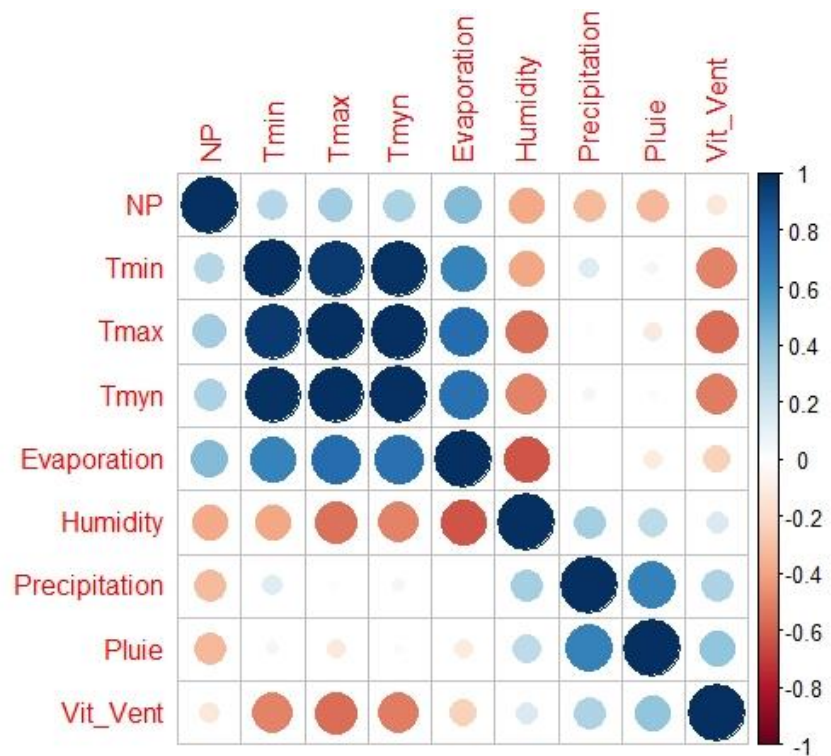 NP
Tmin
Tmax
Tmyn
Evaporation
Humidity
Precipitation
Pluie
Vit_Vent
NP
Tmin
Tmax
Tmyn
Evaporation
Humidity
Precipitation
Pluie
Vit_Vent
1
0.8
0.6
0.4
0.2
0
-0.2
-0.4
-0.6
-0.8
-1